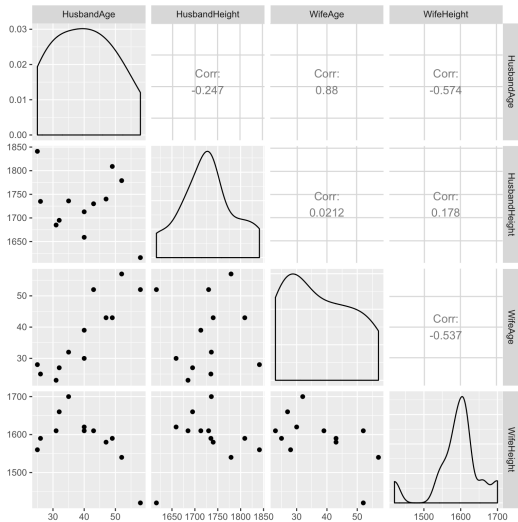 HusbandAge HusbandHeight WifeAge WifeHeight
0.03
0.02
0.01
0.00
Corr:
-0.247
Corr:
0.88
Corr:
-0.574
HusbandAge
1850
1800
1750
1700
1650
Corr:
0.0212
Corr:
0.178
HusbandHeight
50
40
30
Corr:
-0.537
WifeAge
1700
1600
1500
WifeHeight
30 40 50 1650 1700 1750 1800 1850 30 40 50 1500 1600 1700